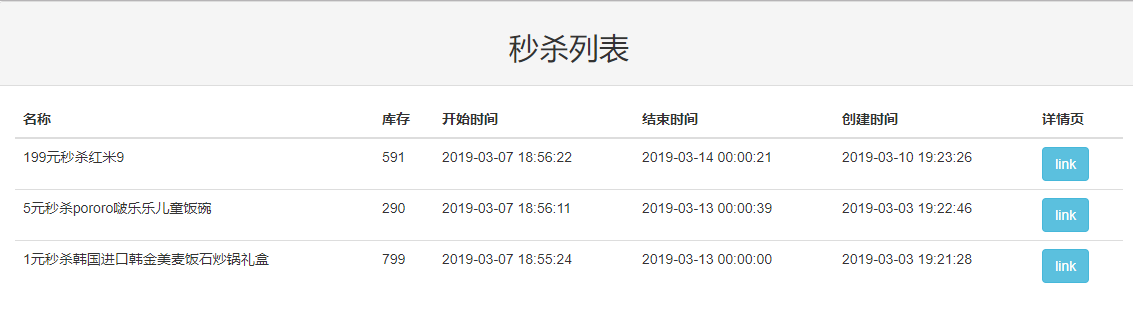 秒杀列表
名称 库存 开始时间 结束时间 创建时间 详情页
199元秒杀红米9 591 2019-03-07 18:56:22 2019-03-14 00:00:21 2019-03-10 19:23:26 link
5元秒杀pororo啵乐乐儿童饭碗 290 2019-03-07 18:56:11 2019-03-13 00:00:39 2019-03-03 19:22:46 link
1元秒杀韩国进口韩金美麦饭石炒锅礼盒 799 2019-03-07 18:55:24 2019-03-13 00:00:00 2019-03-03 19:21:28 link